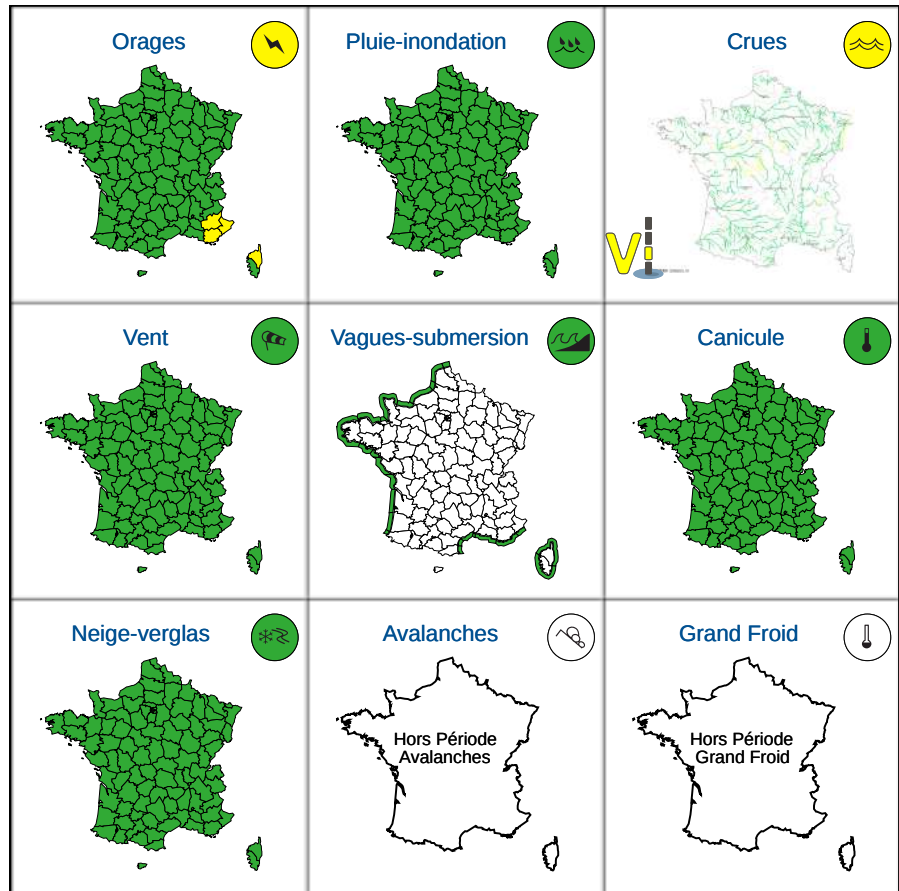 Orages
Pluie-inondation
Crues
Vi
Vent
Vagues-submersion
Canicule
Neige-verglas
Avalanches
Grand Froid
Hors Période
Avalanches
Hors Période
Grand Froid